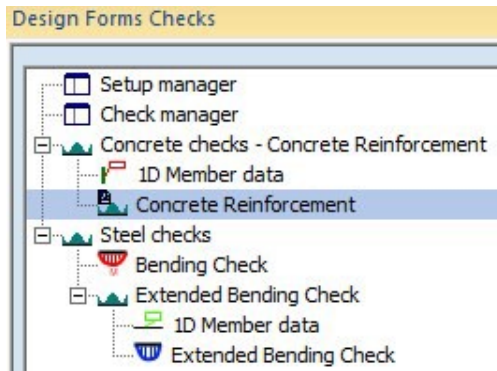 Design Forms Checks
Setup manager
Check manager
Concrete checks - Concrete Reinforcement
1D Member data
Concrete Reinforcement
Steel checks
Bending Check
Extended Bending Check
1D Member data
Extended Bending Check